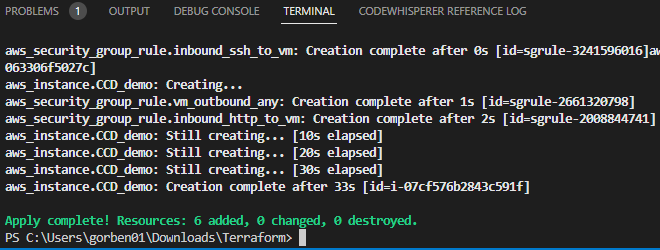 PROBLEMS 1 OUTPUT DEBUG CONSOLE TERMINAL CODEWHISPERER REFERENCE LOG
aws_security_group_rule.inbound_ssh_to_vm: Creation complete after 0s [id=sgrule-3241596016]aw
063306f5027c]
aws_instance.CCD_demo: Creating...
aws_security_group_rule.vm_outbound_any: Creation complete after 1s [id=sgrule-2661320798]
aws_security_group_rule.inbound_http_to_vm: Creation complete after 2s [id=sgrule-2008844741]
aws_instance.CCD_demo: Still creating... [10s elapsed]
aws_instance.CCD_demo: Still creating... [20s elapsed]
aws_instance.CCD_demo: Still creating... [30s elapsed]
aws_instance.CCD_demo: Creation complete after 33s [id=i-07cf576b2843c591f]
Apply complete! Resources: 6 added, 0 changed, 0 destroyed.
PS C:\Users\gorben01\Downloads\Terraform>